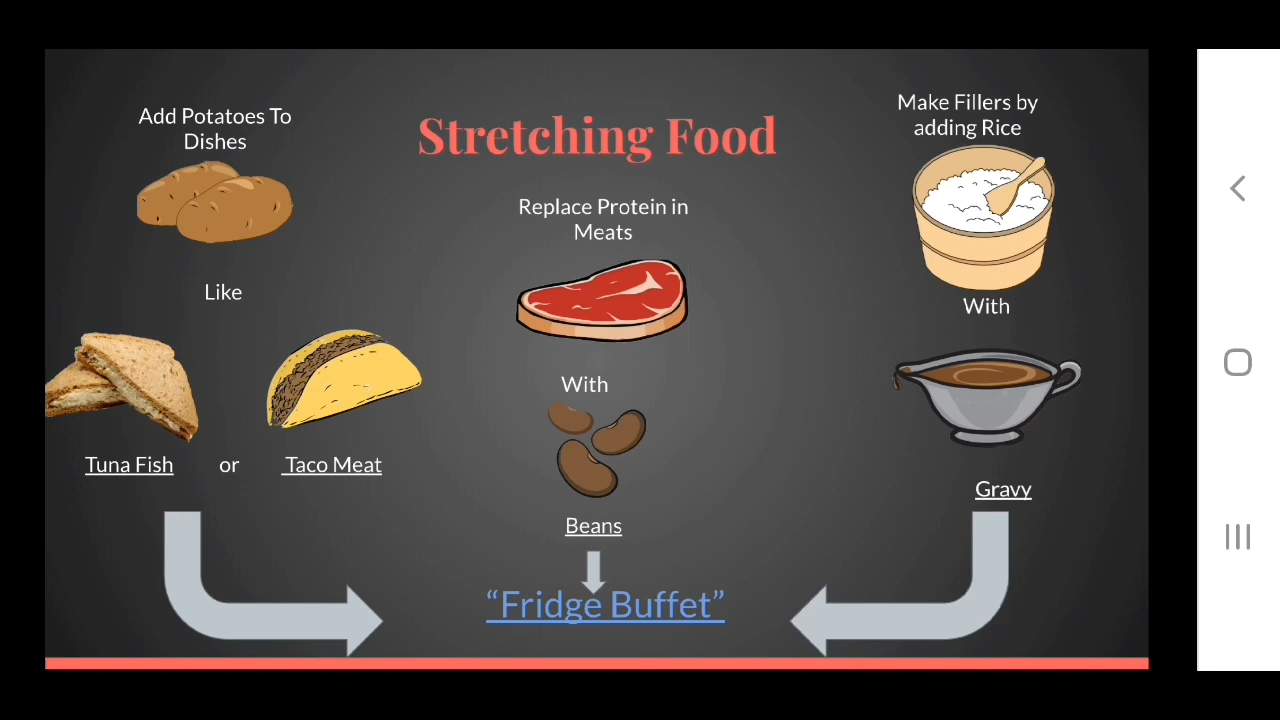 Stretching Food
Add Potatoes To
Dishes
Like
Tuna Fish or Taco Meat
Replace Protein in
Meats
With
Beans
Make Fillers by
adding Rice
With
Gravy
“Fridge Buffet”